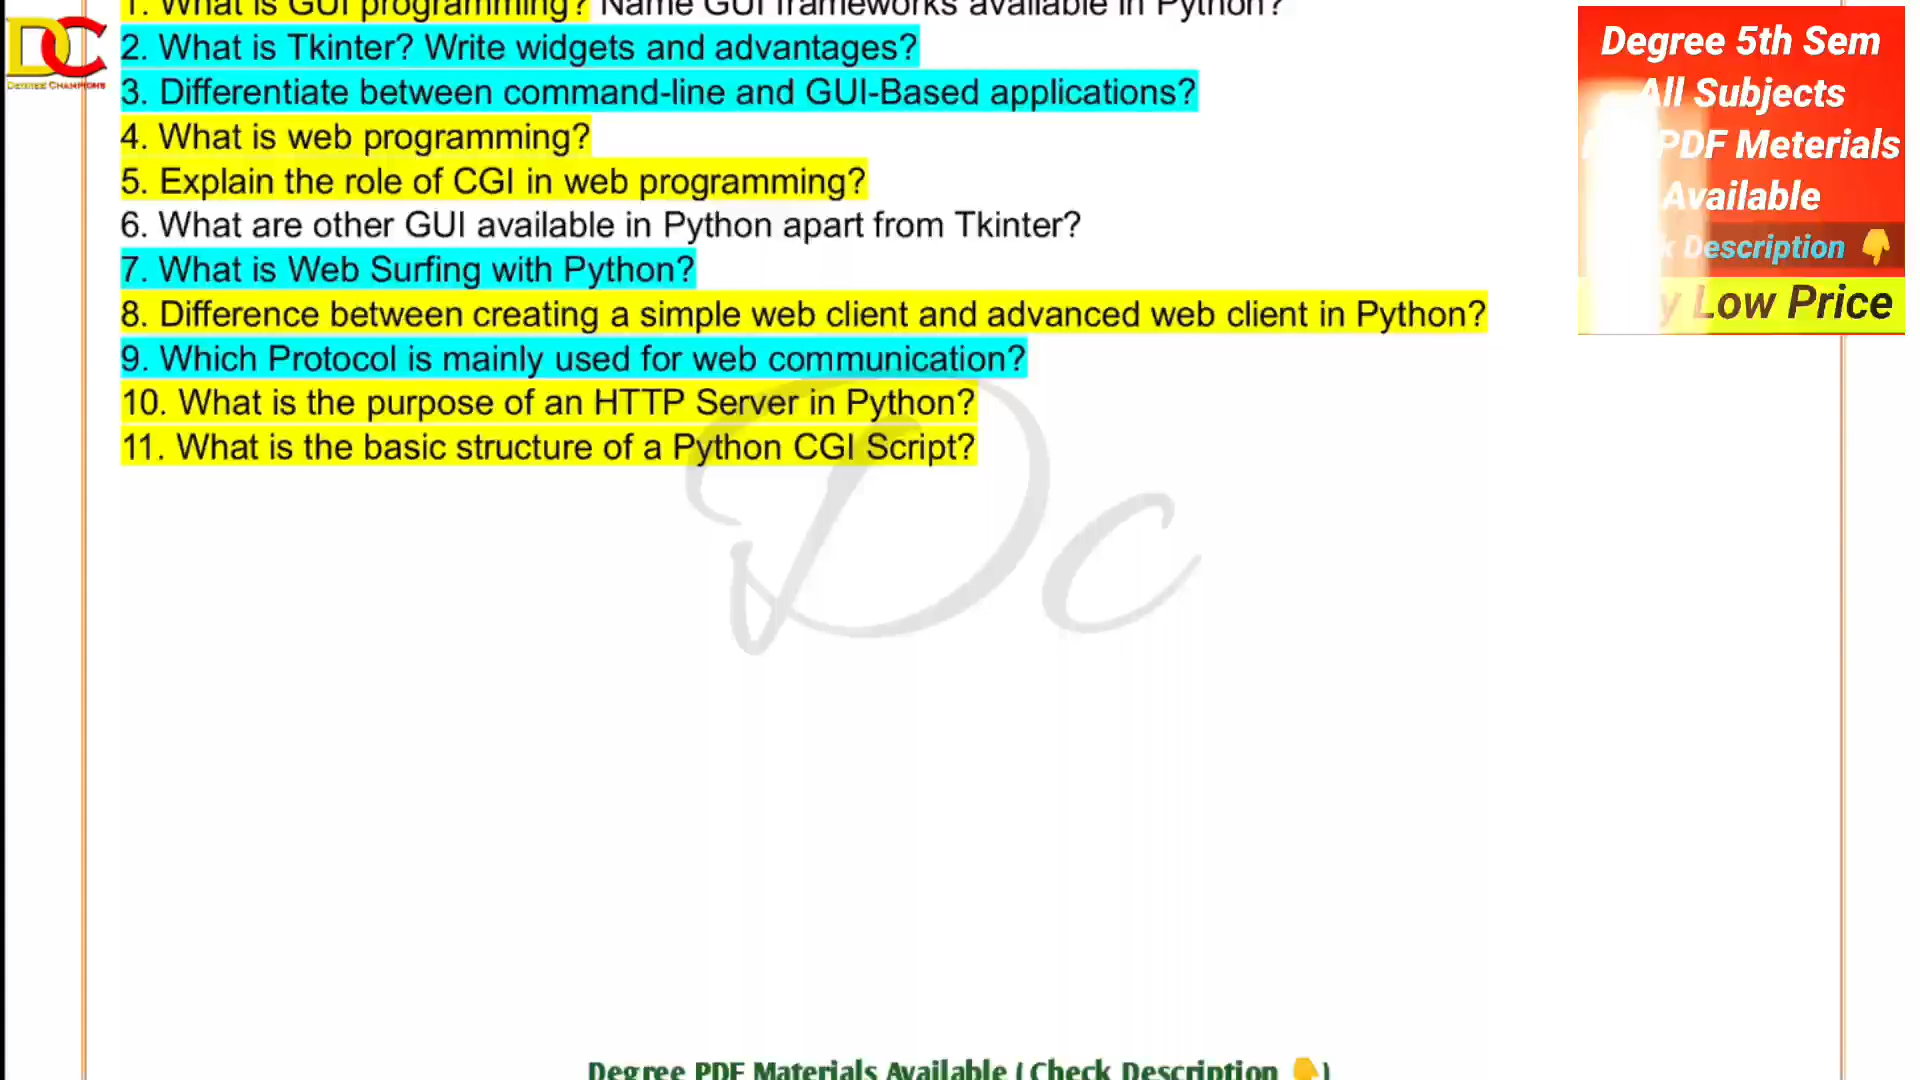 1. What is GUI programming? Name GUI frameworks available in Python?
2. What is Tkinter? Write widgets and advantages?
3. Differentiate between command-line and GUI-Based applications?
4. What is web programming?
5. Explain the role of CGI in web programming?
6. What are other GUI available in Python apart from Tkinter?
7. What is Web Surfing with Python?
8. Difference between creating a simple web client and advanced web client in Python?
9. Which Protocol is mainly used for web communication?
10. What is the purpose of an HTTP Server in Python?
11. What is the basic structure of a Python CGI Script?
DC
DEGREE CHAMPIONS
Degree 5th Sem
All Subjects
PDF Meterials
Available
Description 👇
Low Price
Dc
Degree PDF Materials Available ( Check Description 👇)